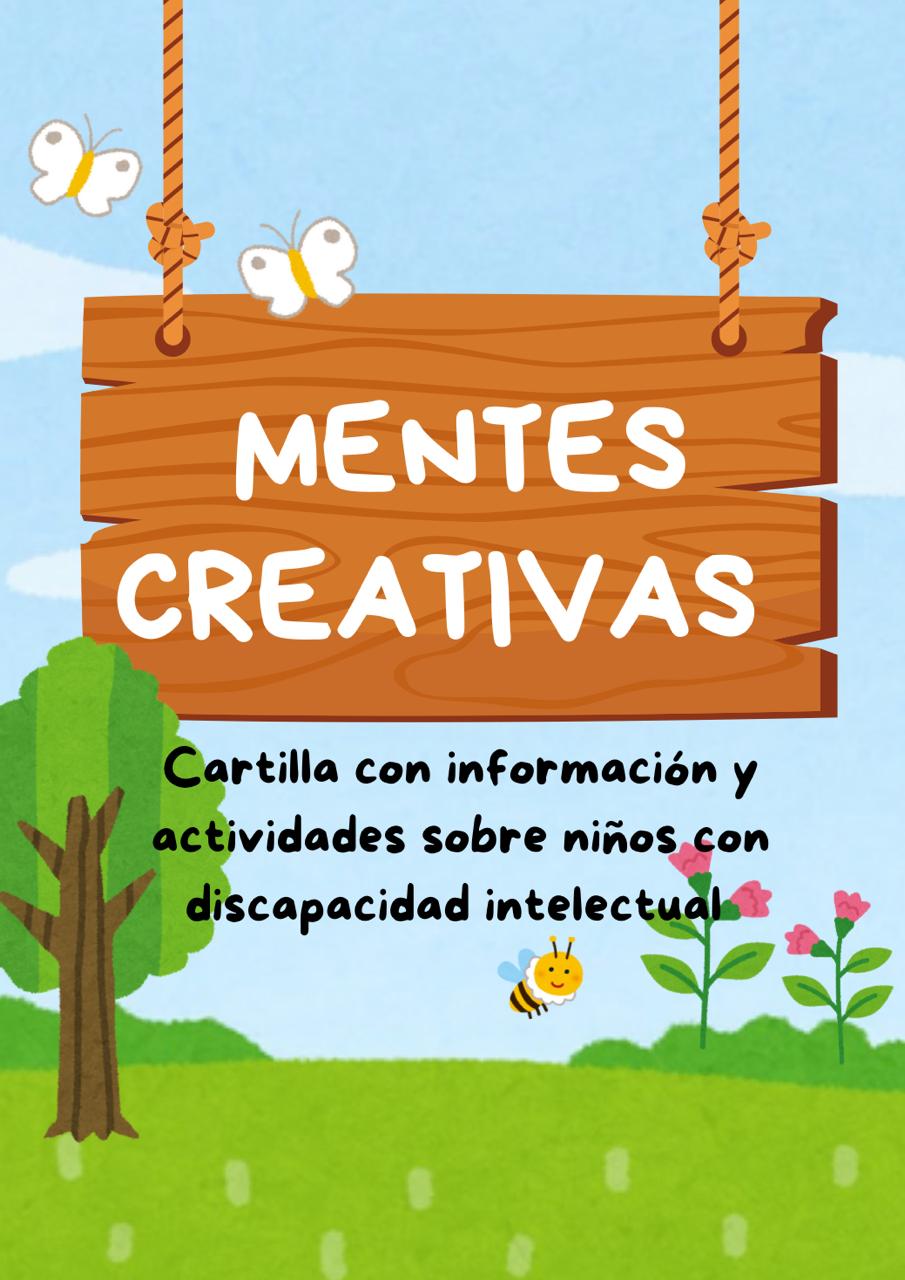 MENTES
CREATIVAS
Cartilla con información y
actividades sobre niños con
discapacidad intelectual